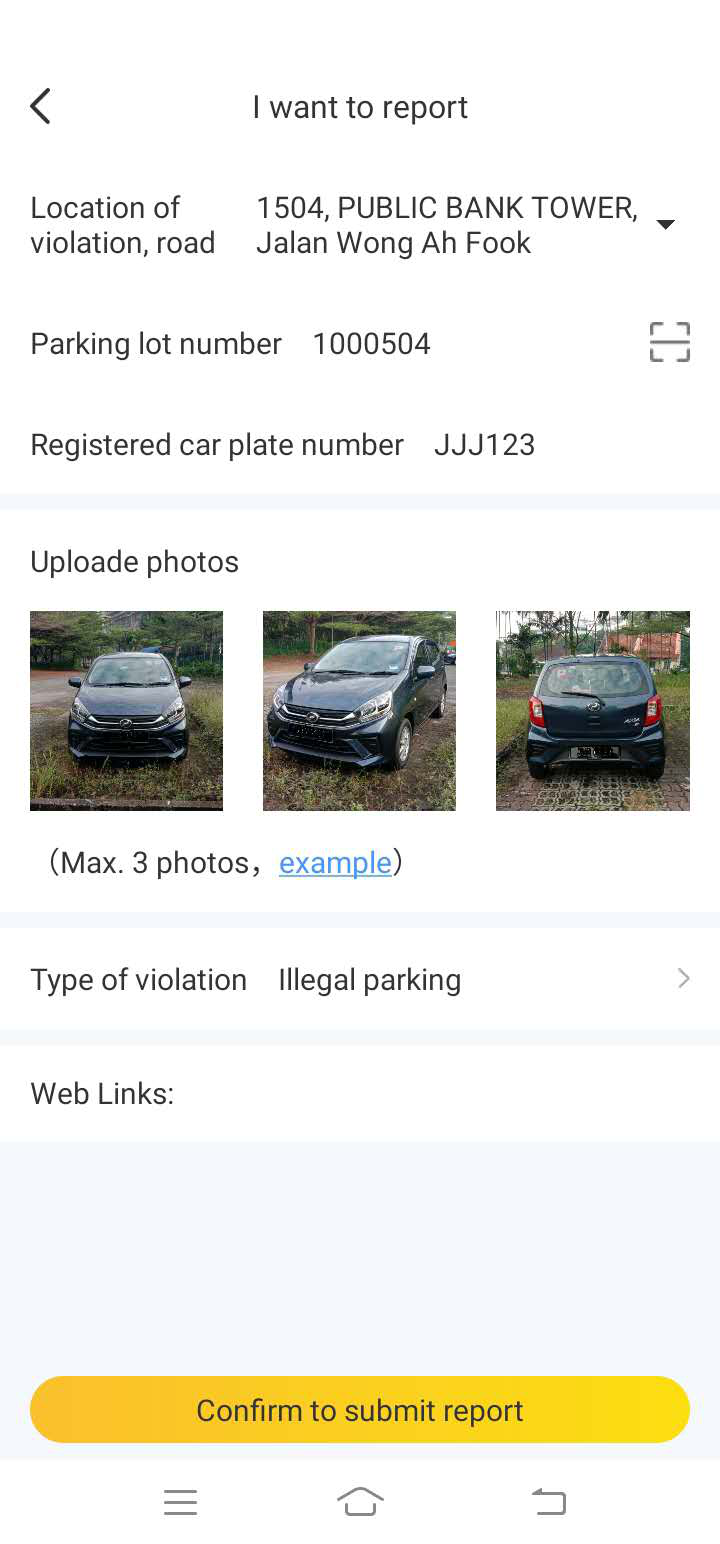 I want to report
Location of
violation, road
1504, PUBLIC BANK TOWER,
Jalan Wong Ah Fook
Parking lot number 1000504
Registered car plate number JJJ123
Uploade photos
（Max. 3 photos，example）
Type of violation Illegal parking
Web Links:
Confirm to submit report